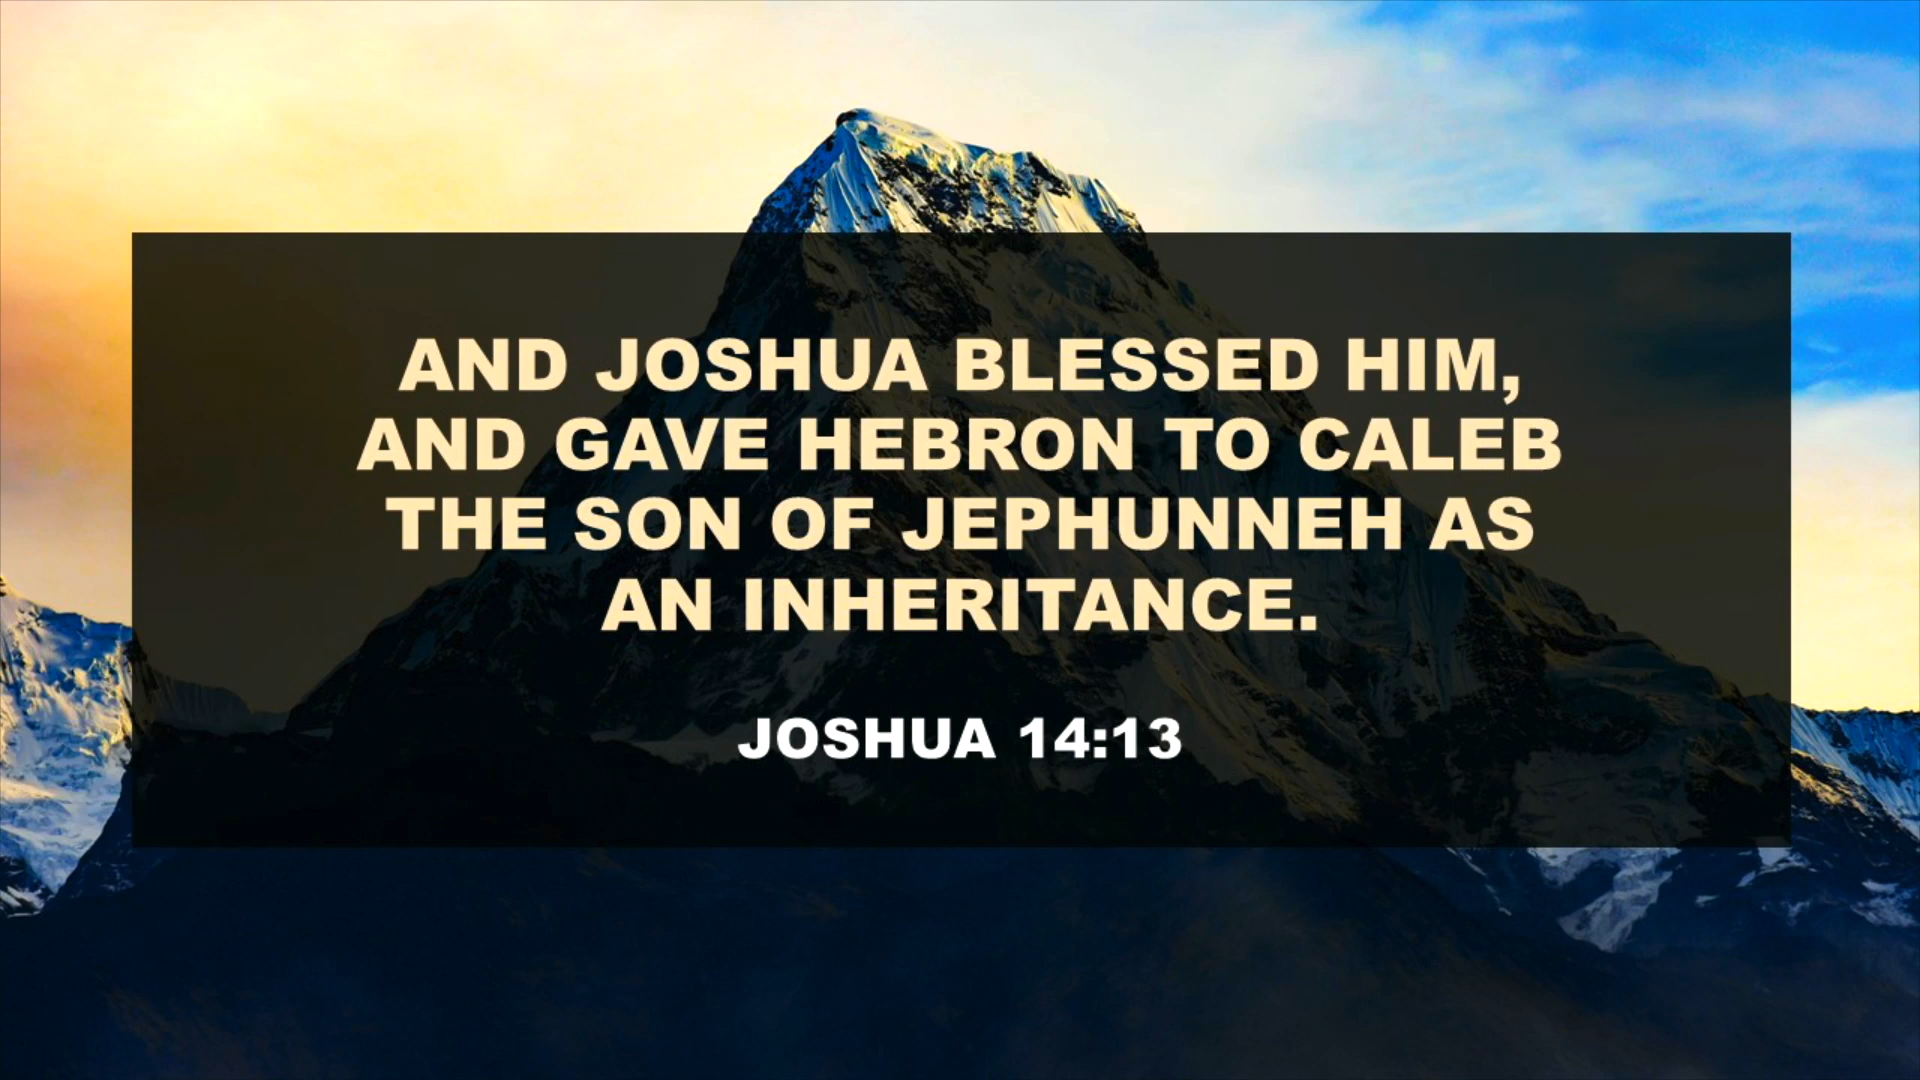 AND JOSHUA BLESSED HIM,
AND GAVE HEBRON TO CALEB
THE SON OF JEPHUNNEH AS
AN INHERITANCE.
JOSHUA 14:13